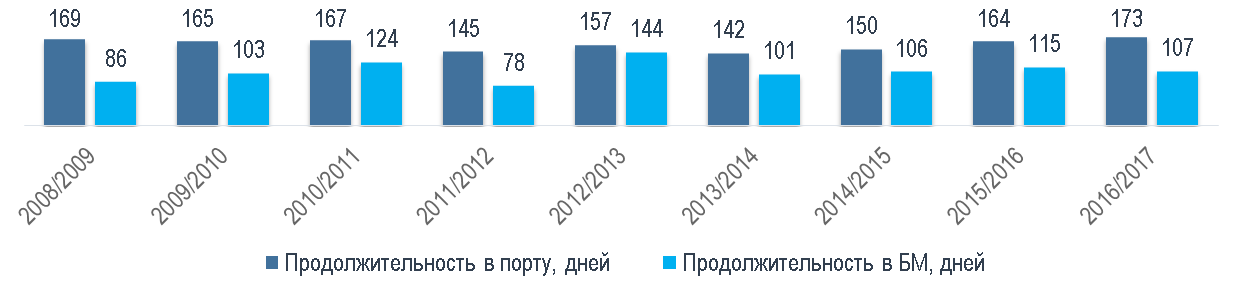 169 86 165 103 167 124 145 78 157 144 142 101 150 106 164 115 173 107
2008/2009 2009/2010 2010/2011 2011/2012 2012/2013 2013/2014 2014/2015 2015/2016 2016/2017
Продолжительность в порту, дней Продолжительность в БМ, дней